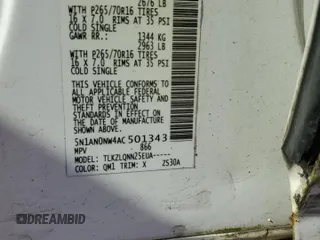 2676 LB
WITH P265/70R16 TIRES
16 X 7.0 RIMS AT 35 PSI
COLD SINGLE
GAWR RR: 1344 KG
2963 LB
WITH P265/70R16 TIRES
16 X 7.0 RIMS AT 35 PSI
COLD SINGLE
THIS VEHICLE CONFORMS TO ALL
APPLICABLE FEDERAL MOTOR
VEHICLE SAFETY AND THEFT
PREVENTION STANDARDS IN
EFFECT ON THE DATE OF
MANUFACTURE SHOWN ABOVE.
5N1AN0NW4AC501343
MPV 866
MODEL: TLKZLQNNZ5EUA-----
COLOR: QM1 TRIM: X ZS30A